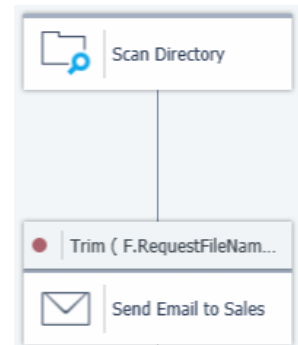 Scan Directory
Trim ( F.RequestFileNam...
Send Email to Sales